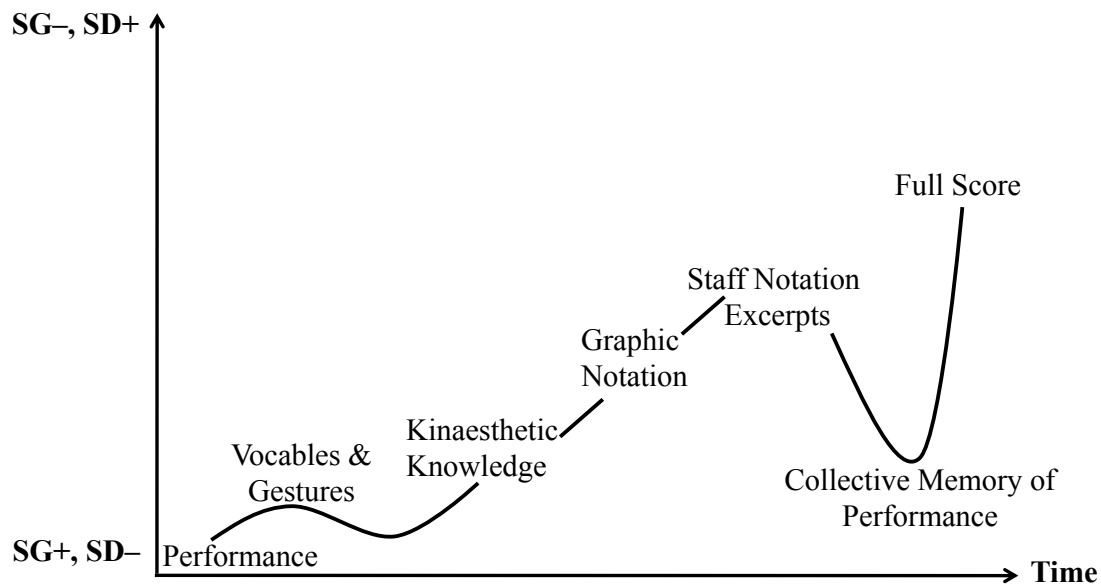 SG–, SD+
Full Score
Staff Notation
Excerpts
Graphic
Notation
Kinaesthetic
Knowledge
Vocables &
Gestures
Collective Memory of
Performance
SG+, SD–
Performance
Time